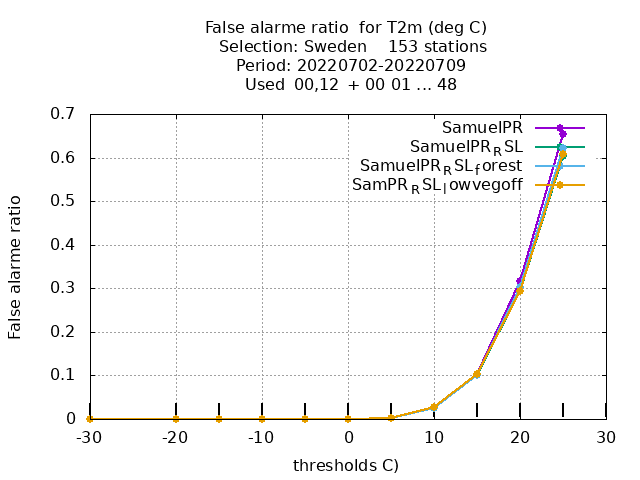 False alarme ratio  for T2m (deg C)
Selection: Sweden    153 stations
Period: 20220702-20220709
Used  00,12  + 00 01 ... 48
False alarme ratio
0.7
0.6
0.5
0.4
0.3
0.2
0.1
0
SamuelPR
SamuelPR_RSL
SamuelPR_RSL_forest
SamPR_RSL_lowvegoff
-30
-20
-10
0
10
20
30
thresholds C)